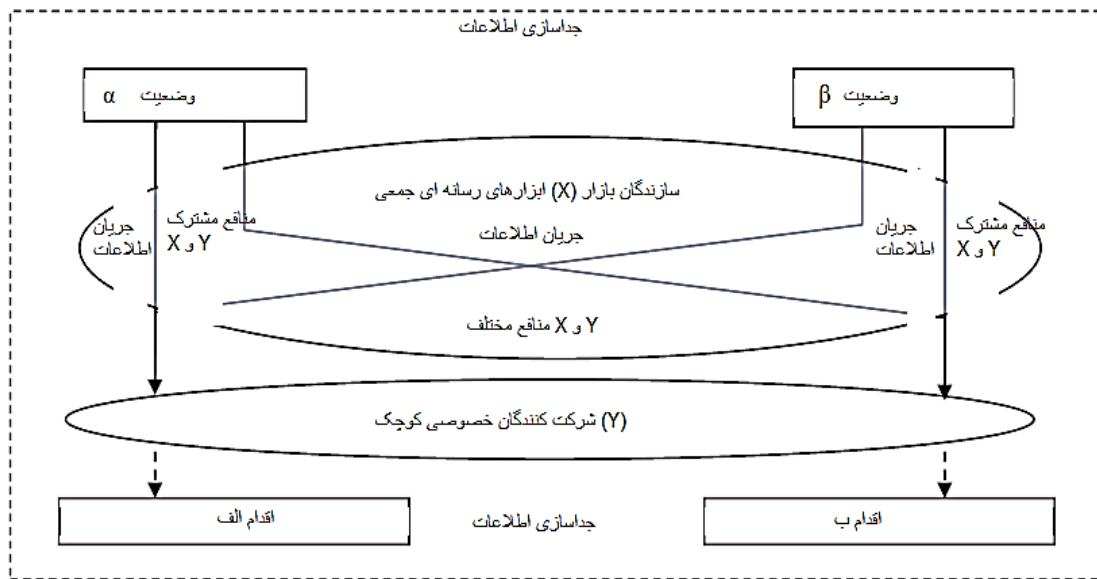 جداسازی اطلاعات
وضعیت β
وضعیت α
سازندگان بازار (X) ابزارهای رسانه ای جمعی
منافع مشترک
X و Y
جریان
اطلاعات
جریان اطلاعات
منافع مشترک
X و Y
جریان
اطلاعات
X و Y منافع مختلف
(Y) شرکت کنندگان خصوصی کوچک
اقدام ب
جداسازی اطلاعات
اقدام الف